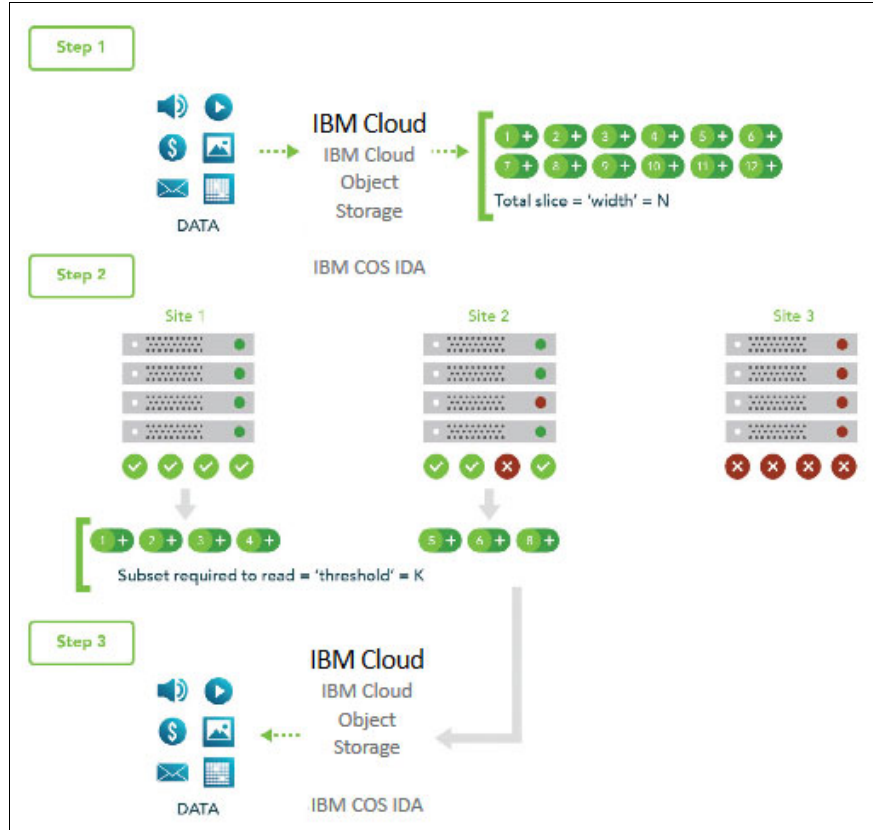 Step 1
IBM Cloud
IBM Cloud
Object
Storage
IBM COS IDA
DATA
1 + 2 + 3 + 4 + 5 + 6 +
7 + 8 + 9 + 10 + 11 + 12 +
Total slice = 'width' = N
Step 2
Site 1
Site 2
Site 3
1 + 2 + 3 + 4 +
5 + 6 + 8 +
Subset required to read = 'threshold' = K
Step 3
IBM Cloud
IBM Cloud
Object
Storage
IBM COS IDA
DATA